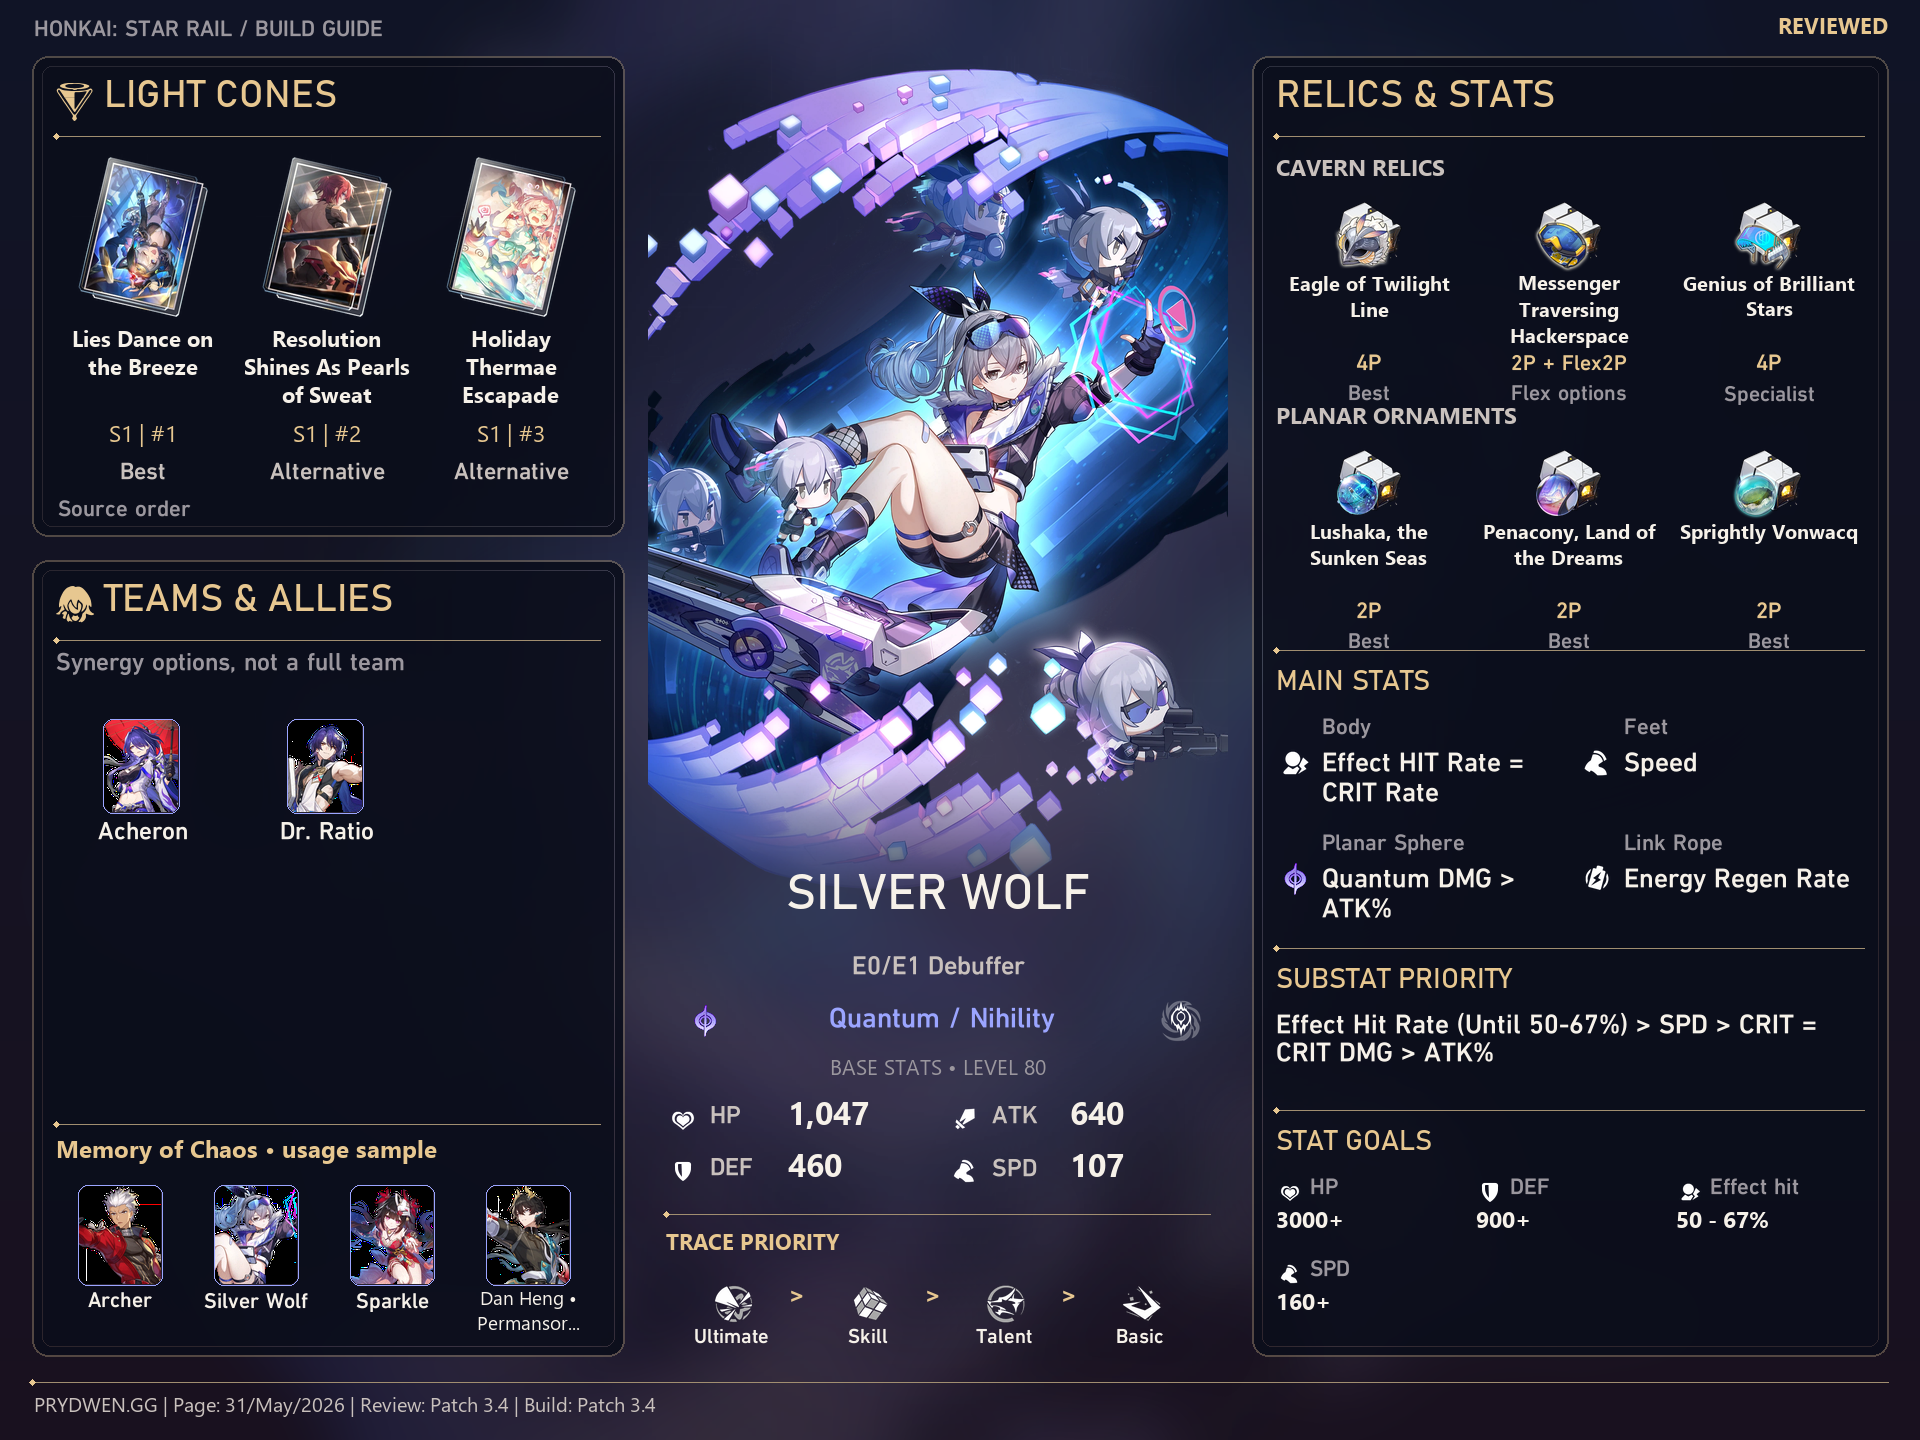 HONKAI: STAR RAIL / BUILD GUIDE
REVIEWED
LIGHT CONES
Lies Dance on
the Breeze
S1 | #1
Best
Resolution
Shines As Pearls
of Sweat
S1 | #2
Alternative
Holiday
Thermae
Escapade
S1 | #3
Alternative
Source order
TEAMS & ALLIES
Synergy options, not a full team
Acheron
Dr. Ratio
Memory of Chaos • usage sample
Archer
Silver Wolf
Sparkle
Dan Heng •
Permansor...
SILVER WOLF
E0/E1 Debuffer
Quantum / Nihility
BASE STATS • LEVEL 80
HP 1,047
ATK 640
DEF 460
SPD 107
TRACE PRIORITY
Ultimate > Skill > Talent > Basic
RELICS & STATS
CAVERN RELICS
Eagle of Twilight
Line
4P
Best
Messenger
Traversing
Hackerspace
2P + Flex2P
Flex options
Genius of Brilliant
Stars
4P
Specialist
PLANAR ORNAMENTS
Lushaka, the
Sunken Seas
2P
Best
Penacony, Land of
the Dreams
2P
Best
Sprightly Vonwacq
2P
Best
MAIN STATS
Body
Effect HIT Rate =
CRIT Rate
Feet
Speed
Planar Sphere
Quantum DMG >
ATK%
Link Rope
Energy Regen Rate
SUBSTAT PRIORITY
Effect Hit Rate (Until 50-67%) > SPD > CRIT =
CRIT DMG > ATK%
STAT GOALS
HP
3000+
DEF
900+
Effect hit
50 - 67%
SPD
160+
PRYDWEN.GG | Page: 31/May/2026 | Review: Patch 3.4 | Build: Patch 3.4